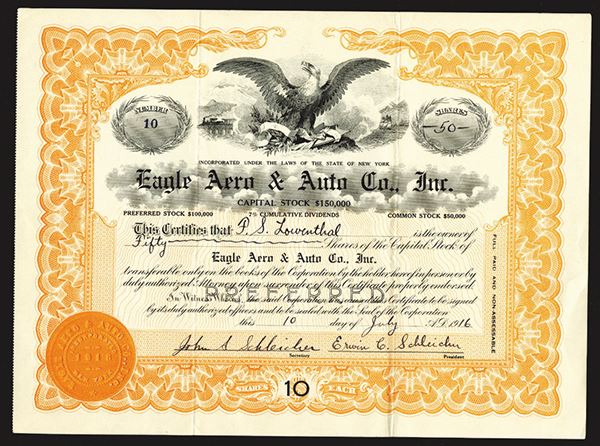 NUMBER
10
SHARES
50
INCORPORATED UNDER THE LAWS OF THE STATE OF NEW YORK
Eagle Aero & Auto Co., Inc.
CAPITAL STOCK $150,000
PREFERRED STOCK $100,000 7% CUMULATIVE DIVIDENDS COMMON STOCK $50,000
This Certifies that P. S. Lowenthal is the owner of
Fifty Shares of the Capital Stock of
Eagle Aero & Auto Co., Inc.
transferable only on the books of the Corporation by the holder hereof in person or by
duly authorized Attorney upon surrender of this Certificate properly endorsed.
PREFERRED
In Witness Whereof, the said Corporation has caused this Certificate to be signed
by its duly authorized officers and to be sealed with the Seal of the Corporation
this 10 day of July A.D. 1916
John S Schleicher Erwin C. Schleicher
Secretary President
FULL PAID AND NON-ASSESSABLE
SHARES 10 EACH